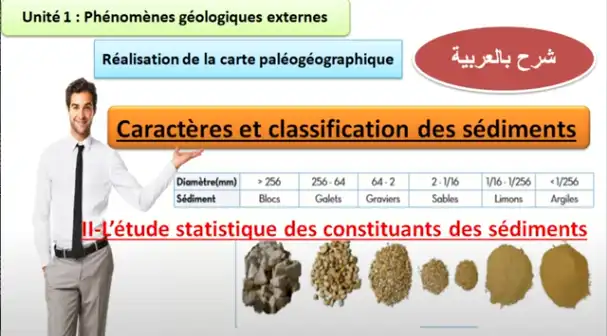 Unité 1 : Phénomènes géologiques externes
Réalisation de la carte paléogéographique
شرح بالعربية
Caractères et classification des sédiments
Diamètre(mm) > 256 256 - 64 64 - 2 2 - 1/16 1/16 - 1/256 <1/256
Sédiment Blocs Galets Graviers Sables Limons Argiles
II-L’étude statistique des constituants des sédiments